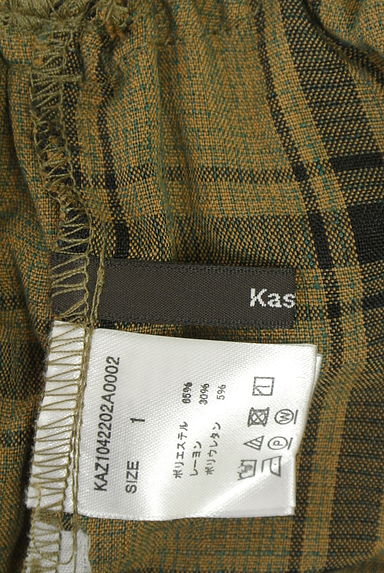 Kas
KAZ1042202A0002
SIZE 1
ポリエステル 65%
レーヨン 30%
ポリウレタン 5%